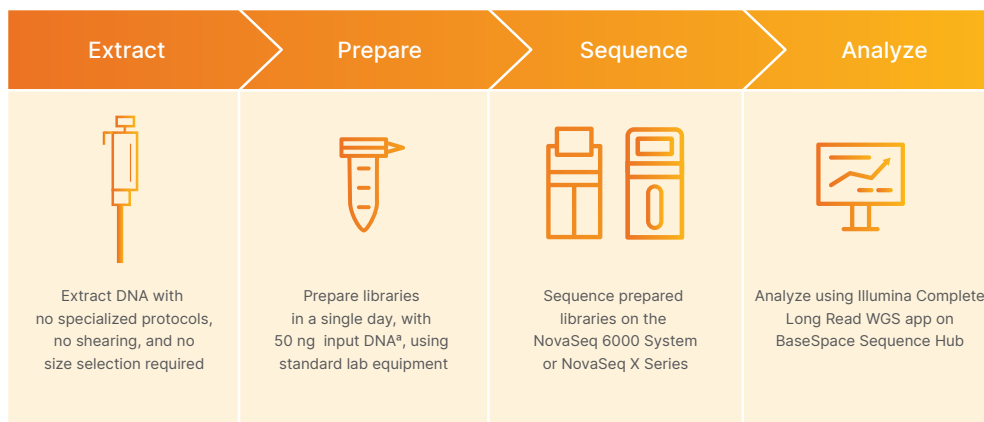 Extract
Prepare
Sequence
Analyze
Extract DNA with
no specialized protocols,
no shearing, and no
size selection required
Prepare libraries
in a single day, with
50 ng  input DNAª, using
standard lab equipment
Sequence prepared
libraries on the
NovaSeq 6000 System
or NovaSeq X Series
Analyze using Illumina Complete
Long Read WGS app on
BaseSpace Sequence Hub